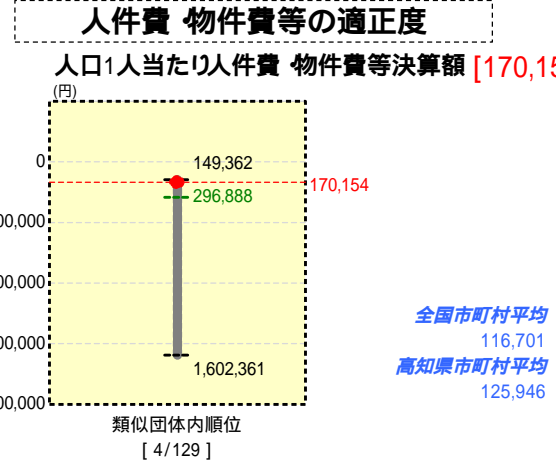 人件費・物件費等の適正度
人口1人当たり人件費・物件費等決算額 [170,15
(円)
0
149,362
170,154
296,888
00,000
00,000
全国市町村平均
116,701
00,000
高知県市町村平均
1,602,361
125,946
00,000
類似団体内順位
[ 4/129 ]